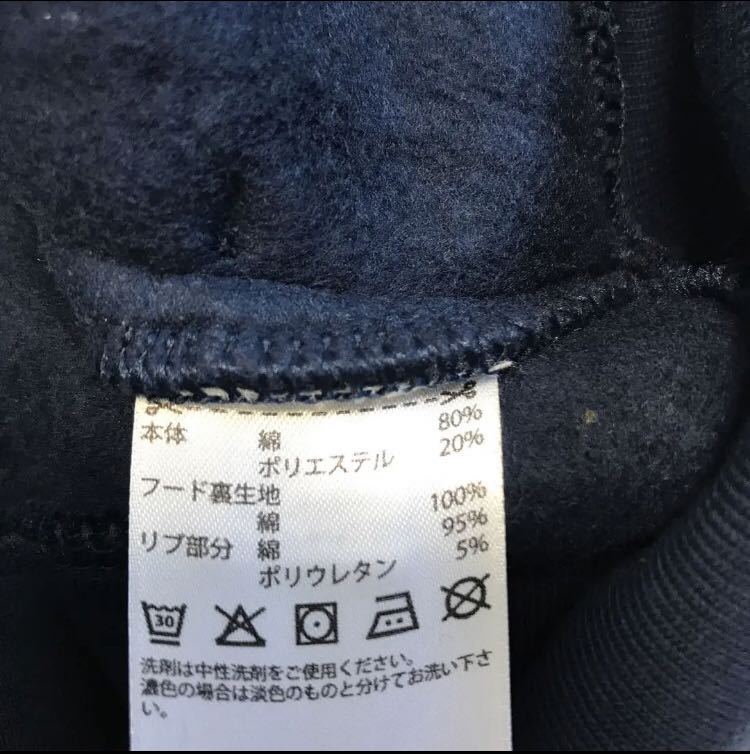 本体 綿 80%
ポリエステル 20%
フード裏生地
綿 100%
リブ部分 綿 95%
ポリウレタン 5%
30
洗剤は中性洗剤をご使用ください。
濃色の場合は淡色のものと分けてお洗い下さ
い。